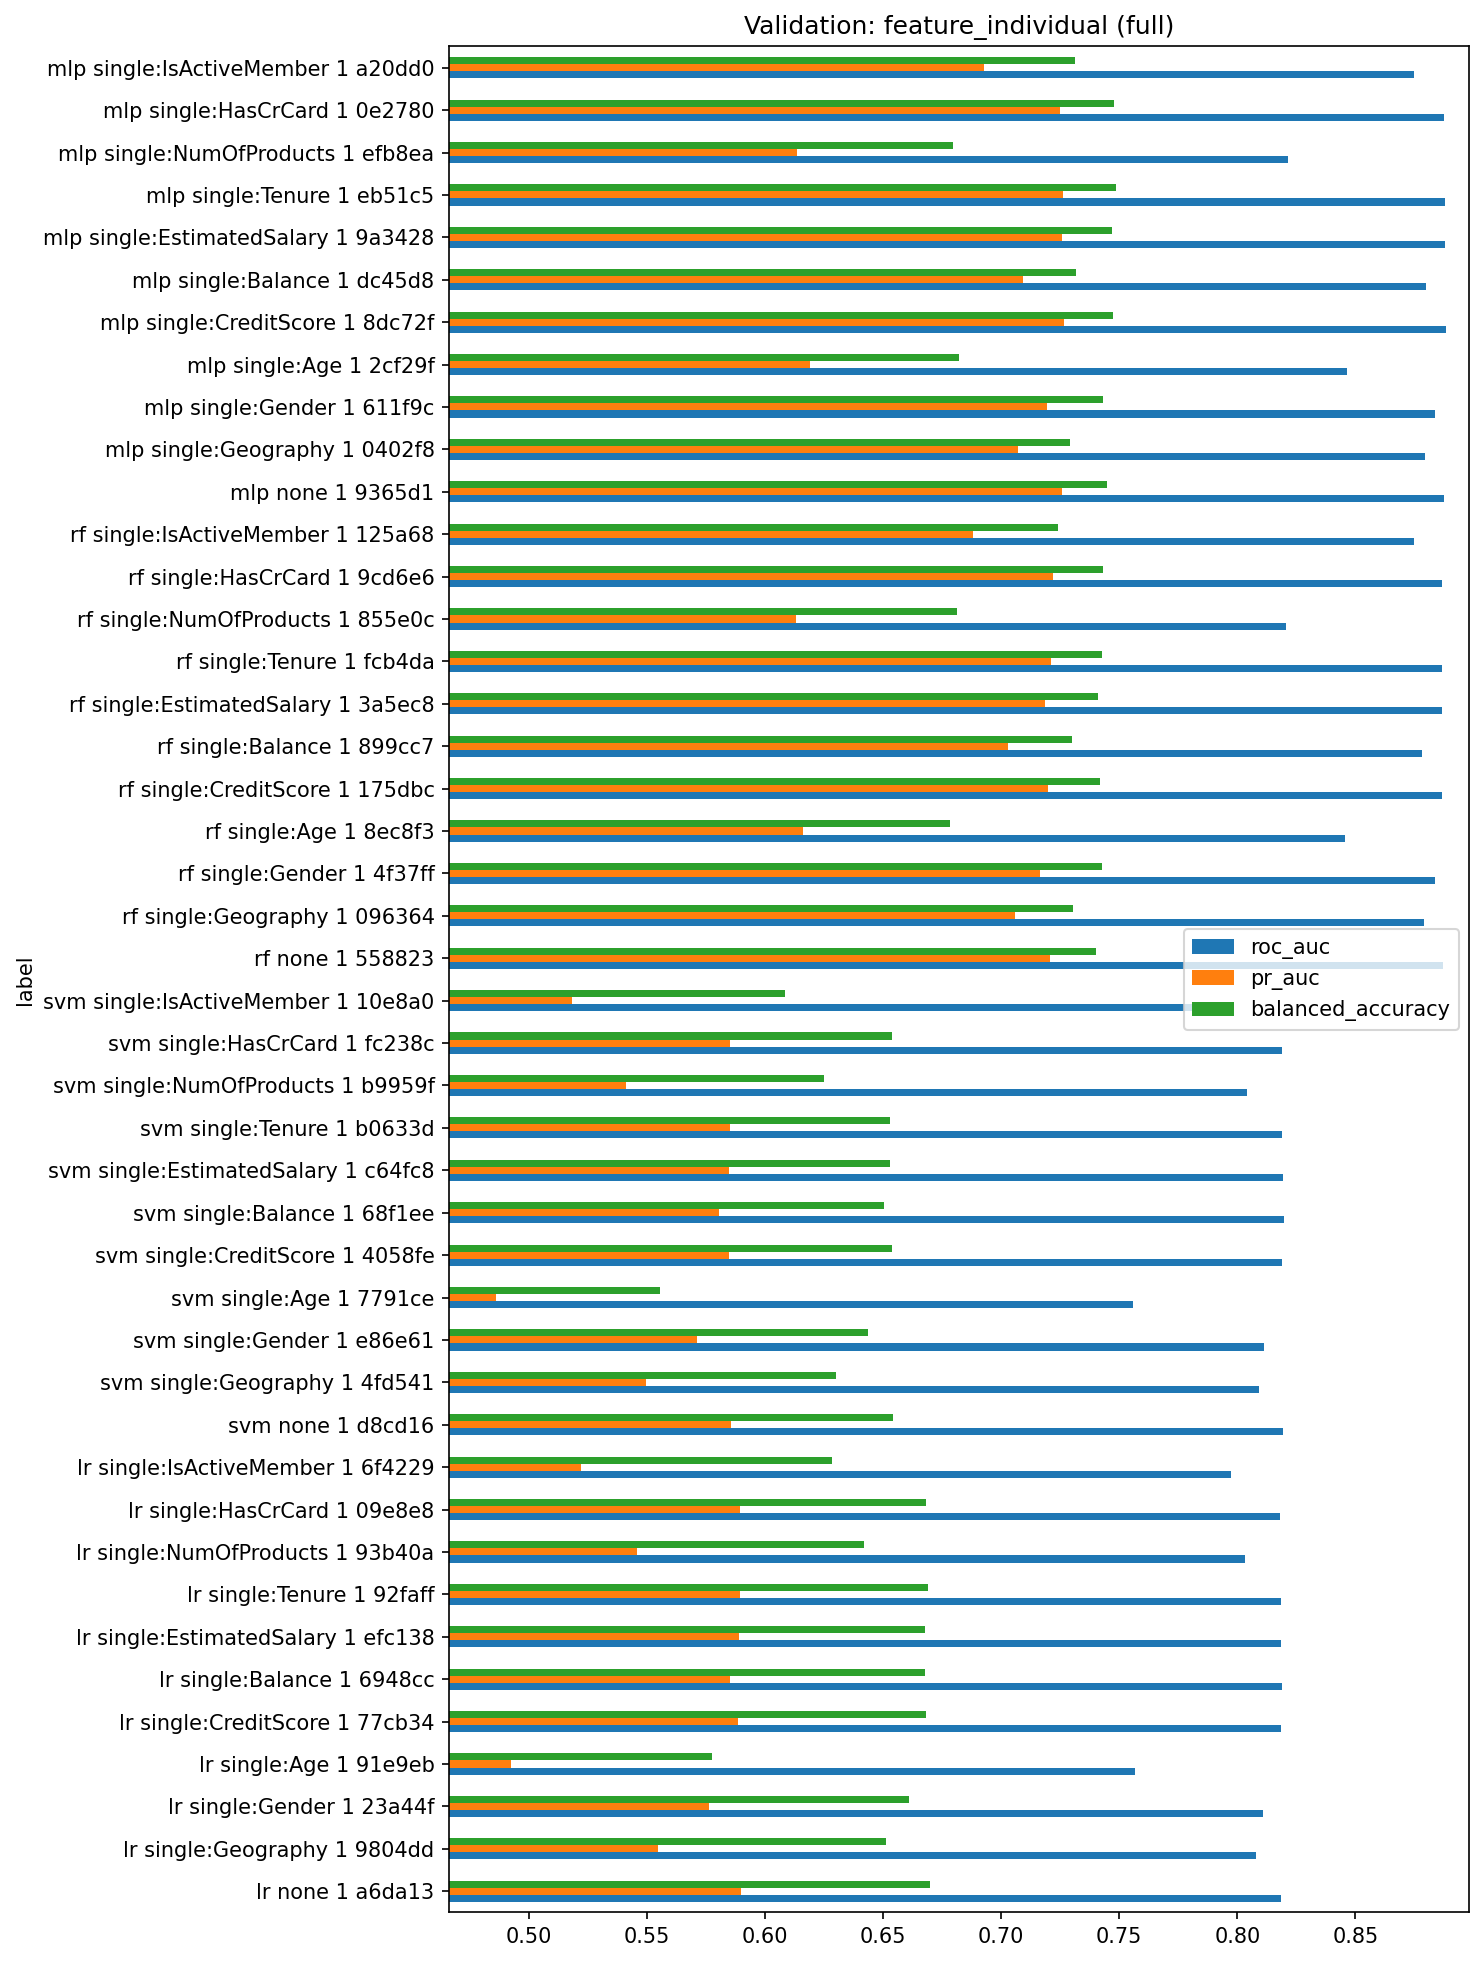 Validation: feature_individual (full)
mlp single:IsActiveMember 1 a20dd0
mlp single:HasCrCard 1 0e2780
mlp single:NumOfProducts 1 efb8ea
mlp single:Tenure 1 eb51c5
mlp single:EstimatedSalary 1 9a3428
mlp single:Balance 1 dc45d8
mlp single:CreditScore 1 8dc72f
mlp single:Age 1 2cf29f
mlp single:Gender 1 611f9c
mlp single:Geography 1 0402f8
mlp none 1 9365d1
rf single:IsActiveMember 1 125a68
rf single:HasCrCard 1 9cd6e6
rf single:NumOfProducts 1 855e0c
rf single:Tenure 1 fcb4da
rf single:EstimatedSalary 1 3a5ec8
rf single:Balance 1 899cc7
rf single:CreditScore 1 175dbc
rf single:Age 1 8ec8f3
rf single:Gender 1 4f37ff
rf single:Geography 1 096364
rf none 1 558823
svm single:IsActiveMember 1 10e8a0
svm single:HasCrCard 1 fc238c
svm single:NumOfProducts 1 b9959f
svm single:Tenure 1 b0633d
svm single:EstimatedSalary 1 c64fc8
svm single:Balance 1 68f1ee
svm single:CreditScore 1 4058fe
svm single:Age 1 7791ce
svm single:Gender 1 e86e61
svm single:Geography 1 4fd541
svm none 1 d8cd16
lr single:IsActiveMember 1 6f4229
lr single:HasCrCard 1 09e8e8
lr single:NumOfProducts 1 93b40a
lr single:Tenure 1 92faff
lr single:EstimatedSalary 1 efc138
lr single:Balance 1 6948cc
lr single:CreditScore 1 77cb34
lr single:Age 1 91e9eb
lr single:Gender 1 23a44f
lr single:Geography 1 9804dd
lr none 1 a6da13
label
roc_auc
pr_auc
balanced_accuracy
0.50 0.55 0.60 0.65 0.70 0.75 0.80 0.85